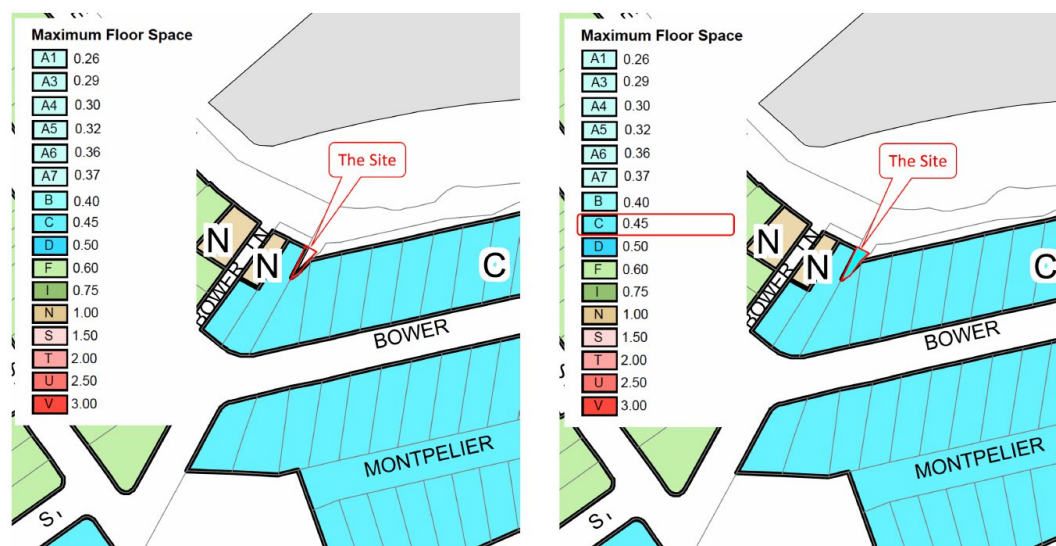 Maximum Floor Space
A1 0.26
A3 0.29
A4 0.30
A5 0.32
A6 0.36
A7 0.37
B 0.40
C 0.45
D 0.50
F 0.60
I 0.75
N 1.00
S 1.50
T 2.00
U 2.50
V 3.00
The Site
N
N
C
BOWER
BOWER
MONTPELIER
Maximum Floor Space
A1 0.26
A3 0.29
A4 0.30
A5 0.32
A6 0.36
A7 0.37
B 0.40
C 0.45
D 0.50
F 0.60
I 0.75
N 1.00
S 1.50
T 2.00
U 2.50
V 3.00
The Site
N
N
C
BOWER
MONTPELIER